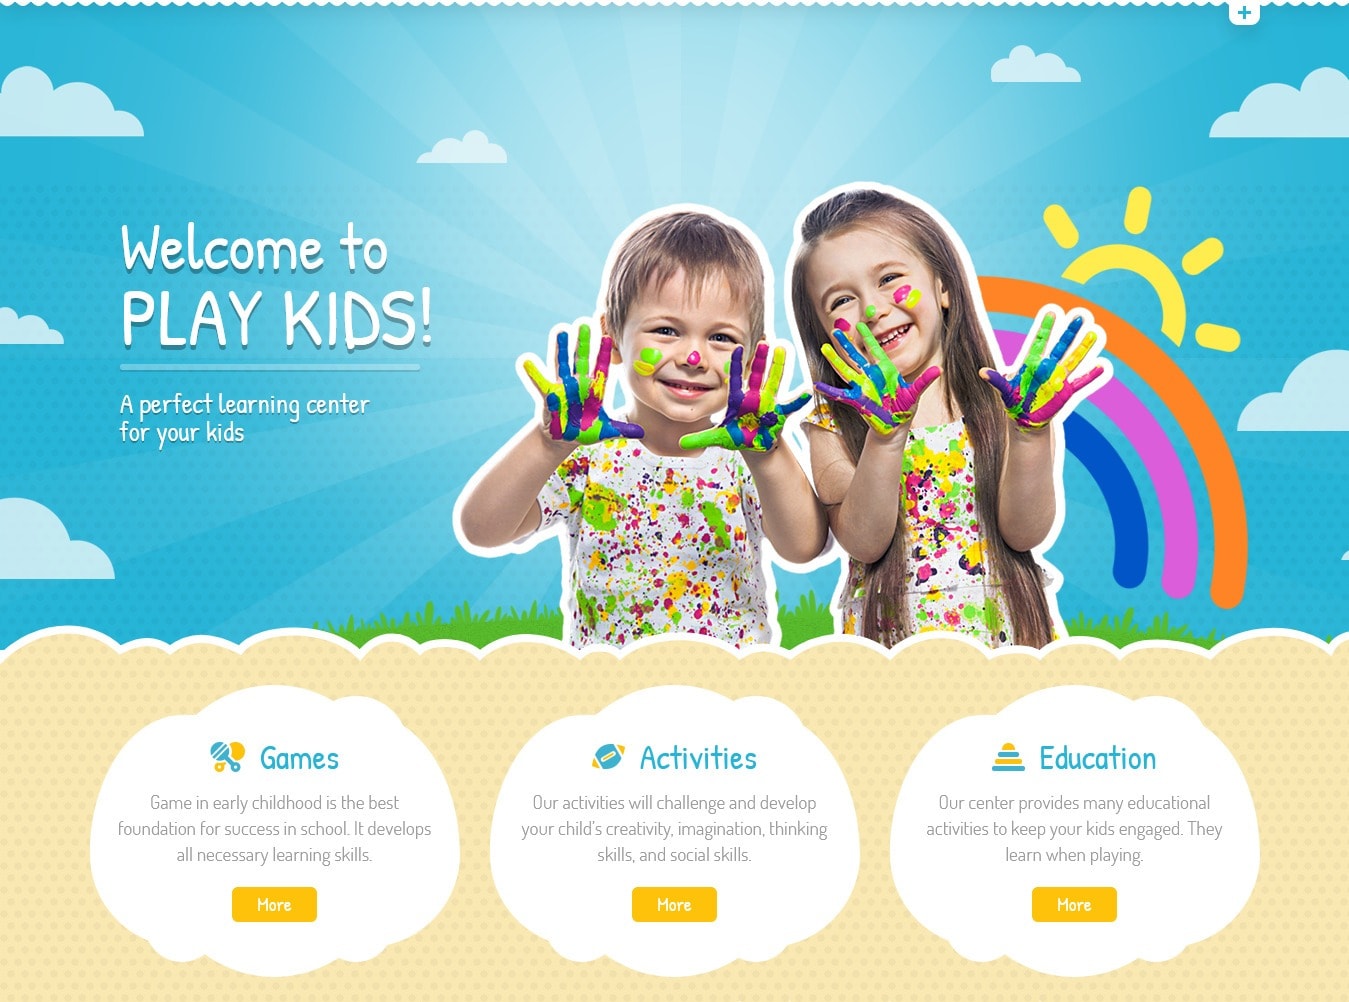 Welcome to
PLAY KIDS!
A perfect learning center
for your kids
Games
Game in early childhood is the best
foundation for success in school. It develops
all necessary learning skills.
More
Activities
Our activities will challenge and develop
your child's creativity, imagination, thinking
skills, and social skills.
More
Education
Our center provides many educational
activities to keep your kids engaged. They
learn when playing.
More